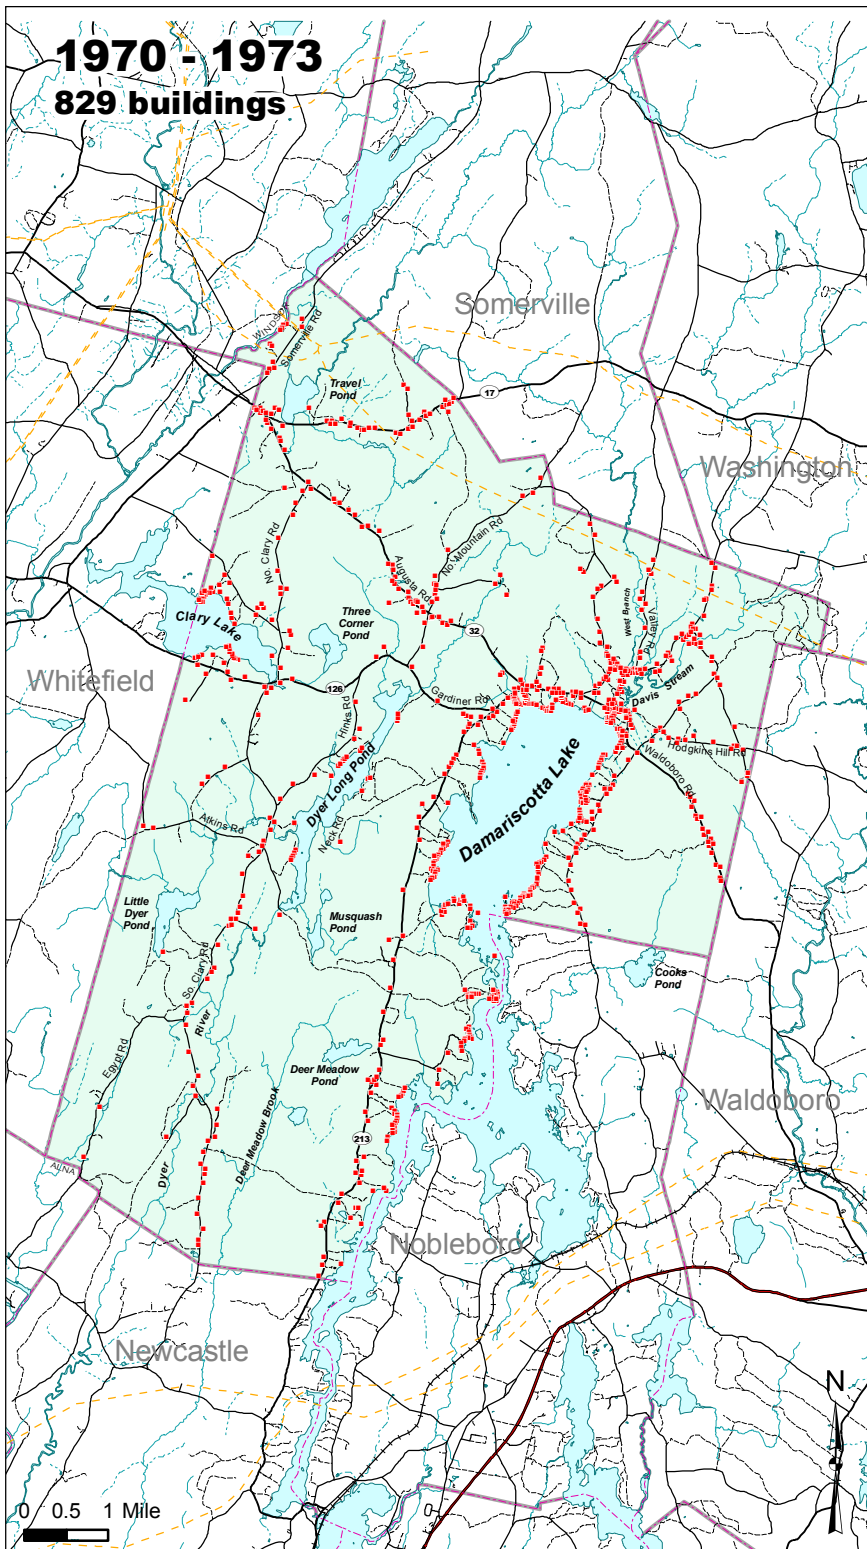 1970 - 1973
829 buildings
Somerville
WINDSOR
Somerville Rd
Travel
Pond
17
Washington
No. Clary Rd
No. Mountain Rd
Augusta Rd
Clary Lake
Three
Corner
Pond
32
West Branch
Valley Rd
Whitefield
126
Gardiner Rd
Davis Stream
Hinks Rd
Hodgkins Hill Rd
Waldoboro Rd
Dyer Long Pond
Damariscotta Lake
Atkins Rd
Neck Rd
Little
Dyer
Pond
Musquash
Pond
So. Clary Rd
Cooks
Pond
River
Egypt Rd
Deer Meadow
Pond
Deer Meadow Brook
Waldoboro
213
ALNA
Dyer
Nobleboro
Newcastle
N
0 0.5 1 Mile